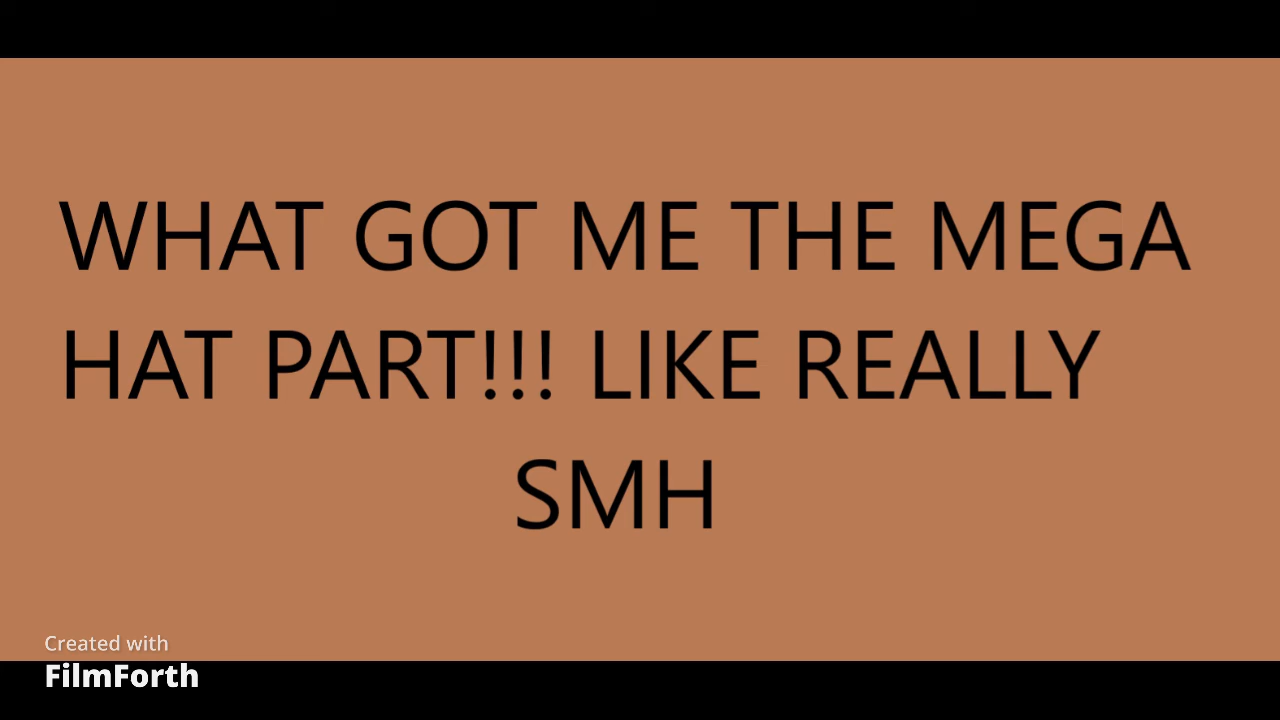 WHAT GOT ME THE MEGA
HAT PART!!! LIKE REALLY
SMH
Created with
FilmForth